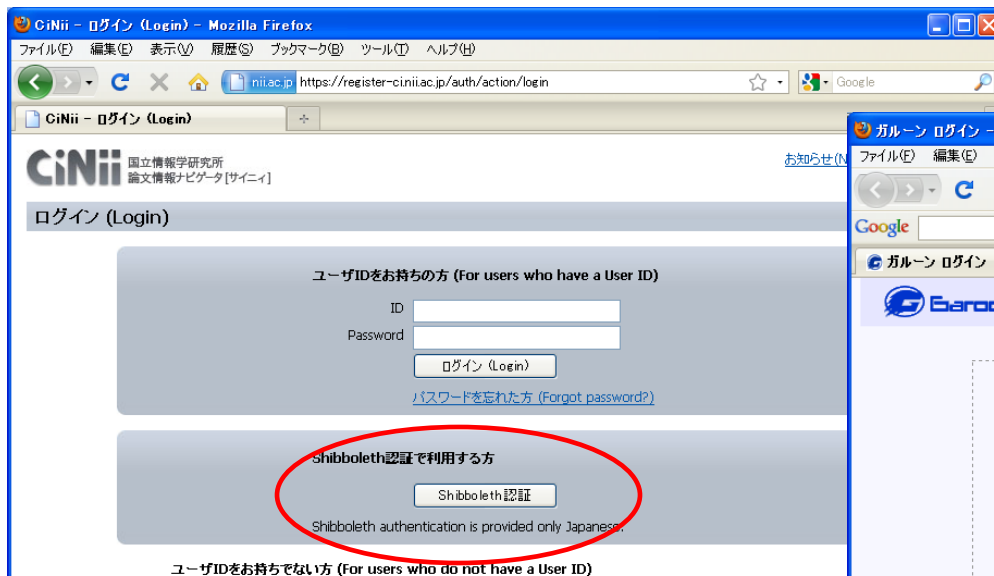 CiNii - ログイン (Login) - Mozilla Firefox
ファイル(F) 編集(E) 表示(V) 履歴(S) ブックマーク(B) ツール(T) ヘルプ(H)
nii.ac.jp https://register-ci.nii.ac.jp/auth/action/login
Google
CiNii - ログイン (Login)
CiNii 国立情報学研究所
論文情報ナビゲータ[サイニィ]
お知らせ(N
ログイン (Login)
ユーザIDをお持ちの方 (For users who have a User ID)
ID
Password
ログイン (Login)
パスワードを忘れた方 (Forgot password?)
Shibboleth認証で利用する方
Shibboleth認証
Shibboleth authentication is provided only Japanese.
ユーザIDをお持ちでない方 (For users who do not have a User ID)
ガルーン ログイン -
ファイル(F) 編集(E)
Google
ガルーン ログイン
Garoo